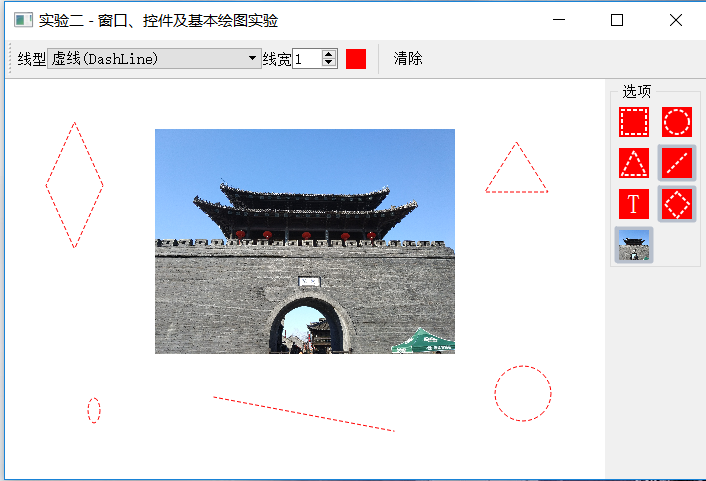 实验二 - 窗口、控件及基本绘图实验
线型 虚线(DashLine) 线宽 1 清除
选项
T